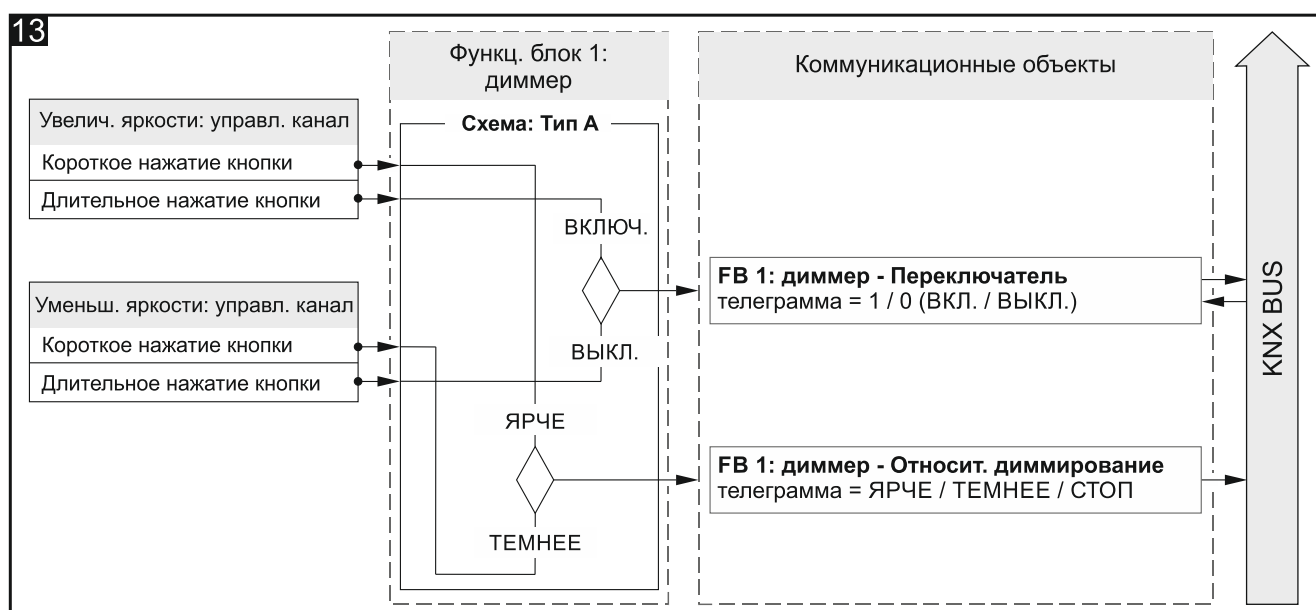 13
Функц. блок 1:
диммер
Коммуникационные объекты
Увелич. яркости: управл. канал
Короткое нажатие кнопки
Длительное нажатие кнопки
Схема: Тип A
ВКЛЮЧ.
FB 1: диммер - Переключатель
телеграмма = 1 / 0 (ВКЛ. / ВЫКЛ.)
Уменьш. яркости: управл. канал
Короткое нажатие кнопки
Длительное нажатие кнопки
ВЫКЛ.
ЯРЧЕ
FB 1: диммер - Относит. диммирование
телеграмма = ЯРЧЕ / ТЕМНЕЕ / СТОП
ТЕМНЕЕ
KNX BUS